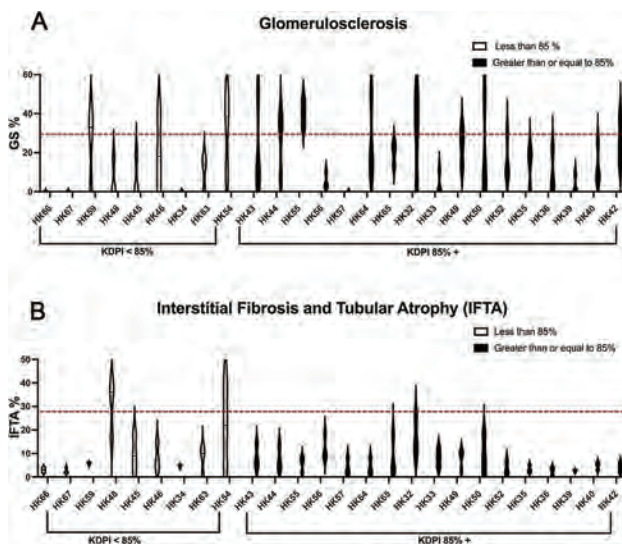 A
Glomerulosclerosis
Less than 85 %
Greater than or equal to 85%
GS %
60
40
20
0
HK66 HK67 HK59 HK48 HK45 HK46 HK34 HK63 HK54 HK43 HK44 HK55 HK56 HK57 HK64 HK65 HK32 HK33 HK49 HK50 HK52 HK35 HK36 HK39 HK40 HK42
KDPI < 85%
KDPI 85% +
B
Interstitial Fibrosis and Tubular Atrophy (IFTA)
Less than 85%
Greater than or equal to 85%
IFTA %
50
40
30
20
10
0
HK66 HK67 HK59 HK48 HK45 HK46 HK34 HK63 HK54 HK43 HK44 HK55 HK56 HK57 HK64 HK65 HK32 HK33 HK49 HK50 HK52 HK35 HK36 HK39 HK40 HK42
KDPI < 85%
KDPI 85% +